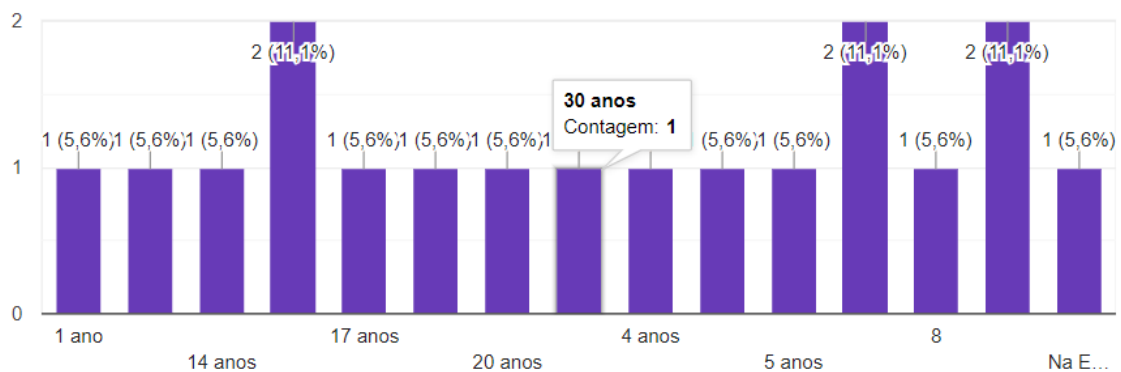 2
2 (11,1%)
2 (11,1%)
2 (11,1%)
30 anos
Contagem: 1
1 (5,6%)
1 (5,6%)
1 (5,6%)
1 (5,6%)
1 (5,6%)
1 (5,6%)
1
(5,6%)
1 (5,6%)
1 (5,6%)
1 (5,6%)
1
0
1 ano
17 anos
4 anos
8
14 anos
20 anos
5 anos
Na E...